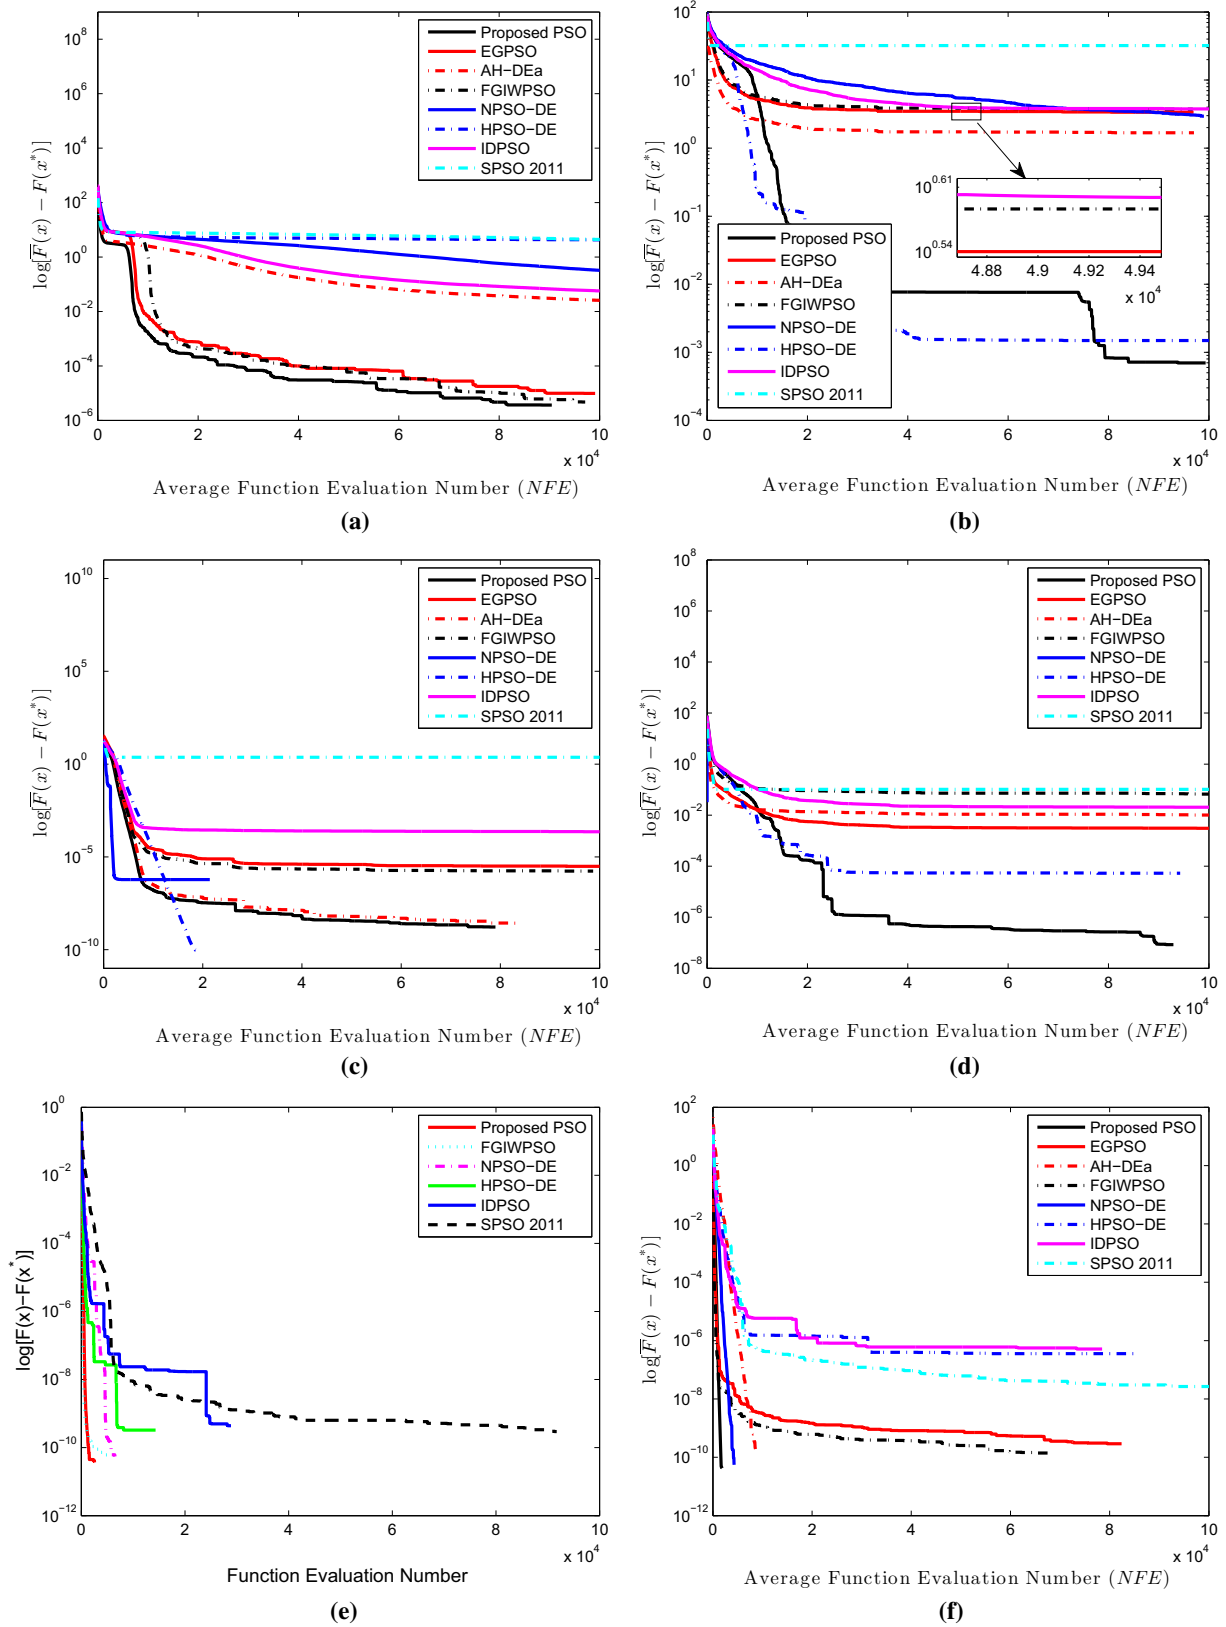 10^8
10^6
10^4
10^2
10^0
10^-2
10^-4
10^-6
log[F̅(x) − F(x^*)]
Proposed PSO
EGPSO
AH−DEa
FGIWPSO
NPSO−DE
HPSO−DE
IDPSO
SPSO 2011
0 2 4 6 8 10
x 10^4
Average Function Evaluation Number (NFE)
(a)
10^2
10^1
10^0
10^-1
10^-2
10^-3
10^-4
log[F̅(x) − F(x^*)]
10^0.61
10^0.54
4.88 4.9 4.92 4.94
x 10^4
Proposed PSO
EGPSO
AH−DEa
FGIWPSO
NPSO−DE
HPSO−DE
IDPSO
SPSO 2011
0 2 4 6 8 10
x 10^4
Average Function Evaluation Number (NFE)
(b)
10^10
10^5
10^0
10^-5
10^-10
log[F̅(x) − F(x^*)]
Proposed PSO
EGPSO
AH−DEa
FGIWPSO
NPSO−DE
HPSO−DE
IDPSO
SPSO 2011
0 2 4 6 8 10
x 10^4
Average Function Evaluation Number (NFE)
(c)
10^8
10^6
10^4
10^2
10^0
10^-2
10^-4
10^-6
10^-8
log[F̅(x) − F(x^*)]
Proposed PSO
EGPSO
AH−DEa
FGIWPSO
NPSO−DE
HPSO−DE
IDPSO
SPSO 2011
0 2 4 6 8 10
x 10^4
Average Function Evaluation Number (NFE)
(d)
10^0
10^-2
10^-4
10^-6
10^-8
10^-10
10^-12
log[F(x)−F(x^*)]
Proposed PSO
FGIWPSO
NPSO−DE
HPSO−DE
IDPSO
SPSO 2011
0 2 4 6 8 10
x 10^4
Function Evaluation Number
(e)
10^2
10^0
10^-2
10^-4
10^-6
10^-8
10^-10
10^-12
log[F̅(x) − F(x^*)]
Proposed PSO
EGPSO
AH−DEa
FGIWPSO
NPSO−DE
HPSO−DE
IDPSO
SPSO 2011
0 2 4 6 8 10
x 10^4
Average Function Evaluation Number (NFE)
(f)